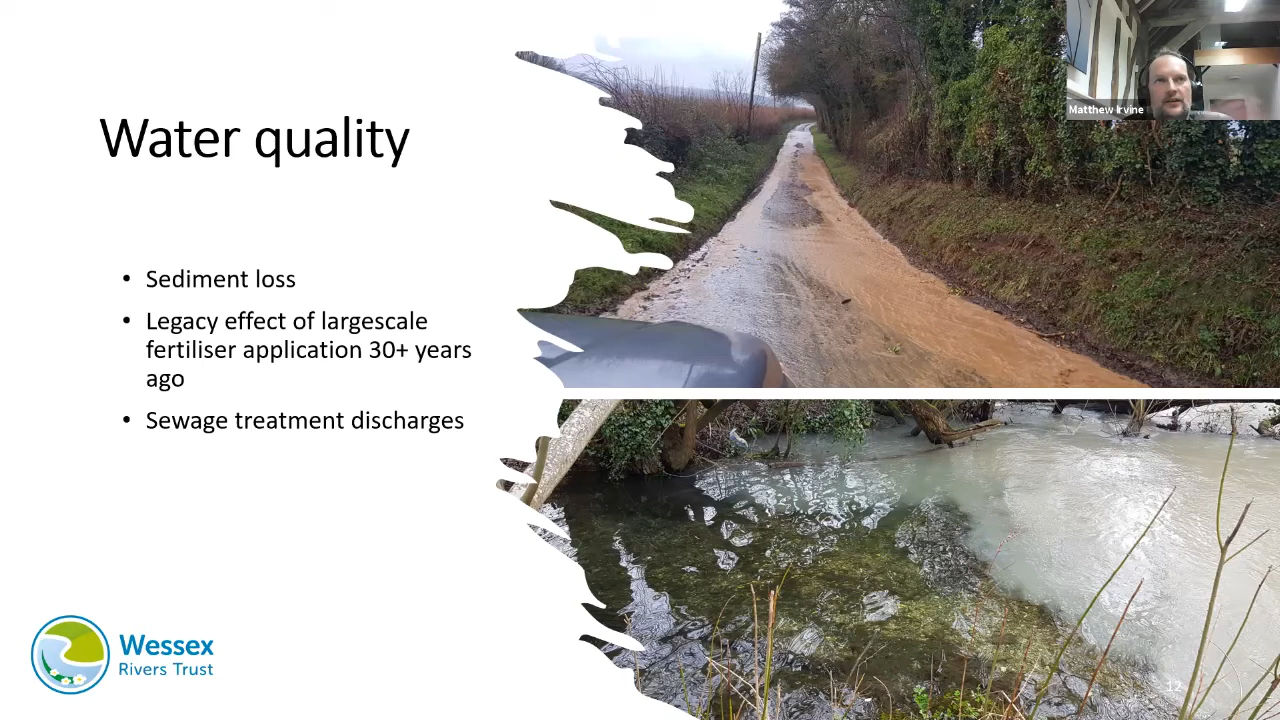 Matthew Irvine
Water quality
• Sediment loss
• Legacy effect of largescale
fertiliser application 30+ years
ago
• Sewage treatment discharges
Wessex
Rivers Trust
12